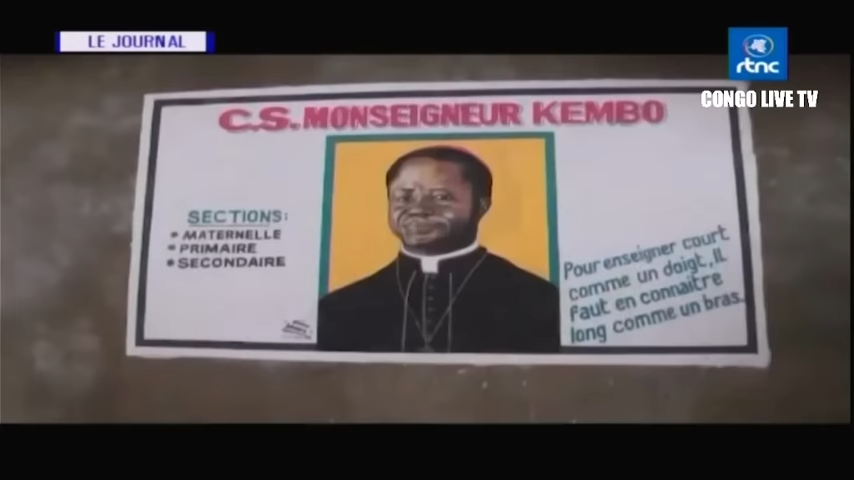 LE JOURNAL
rtnc
CONGO LIVE TV
C.S. MONSEIGNEUR KEMBO
SECTIONS:
* MATERNELLE
* PRIMAIRE
* SECONDAIRE
Pour enseigner court
comme un doigt, IL
faut en connaître
long comme un bras.